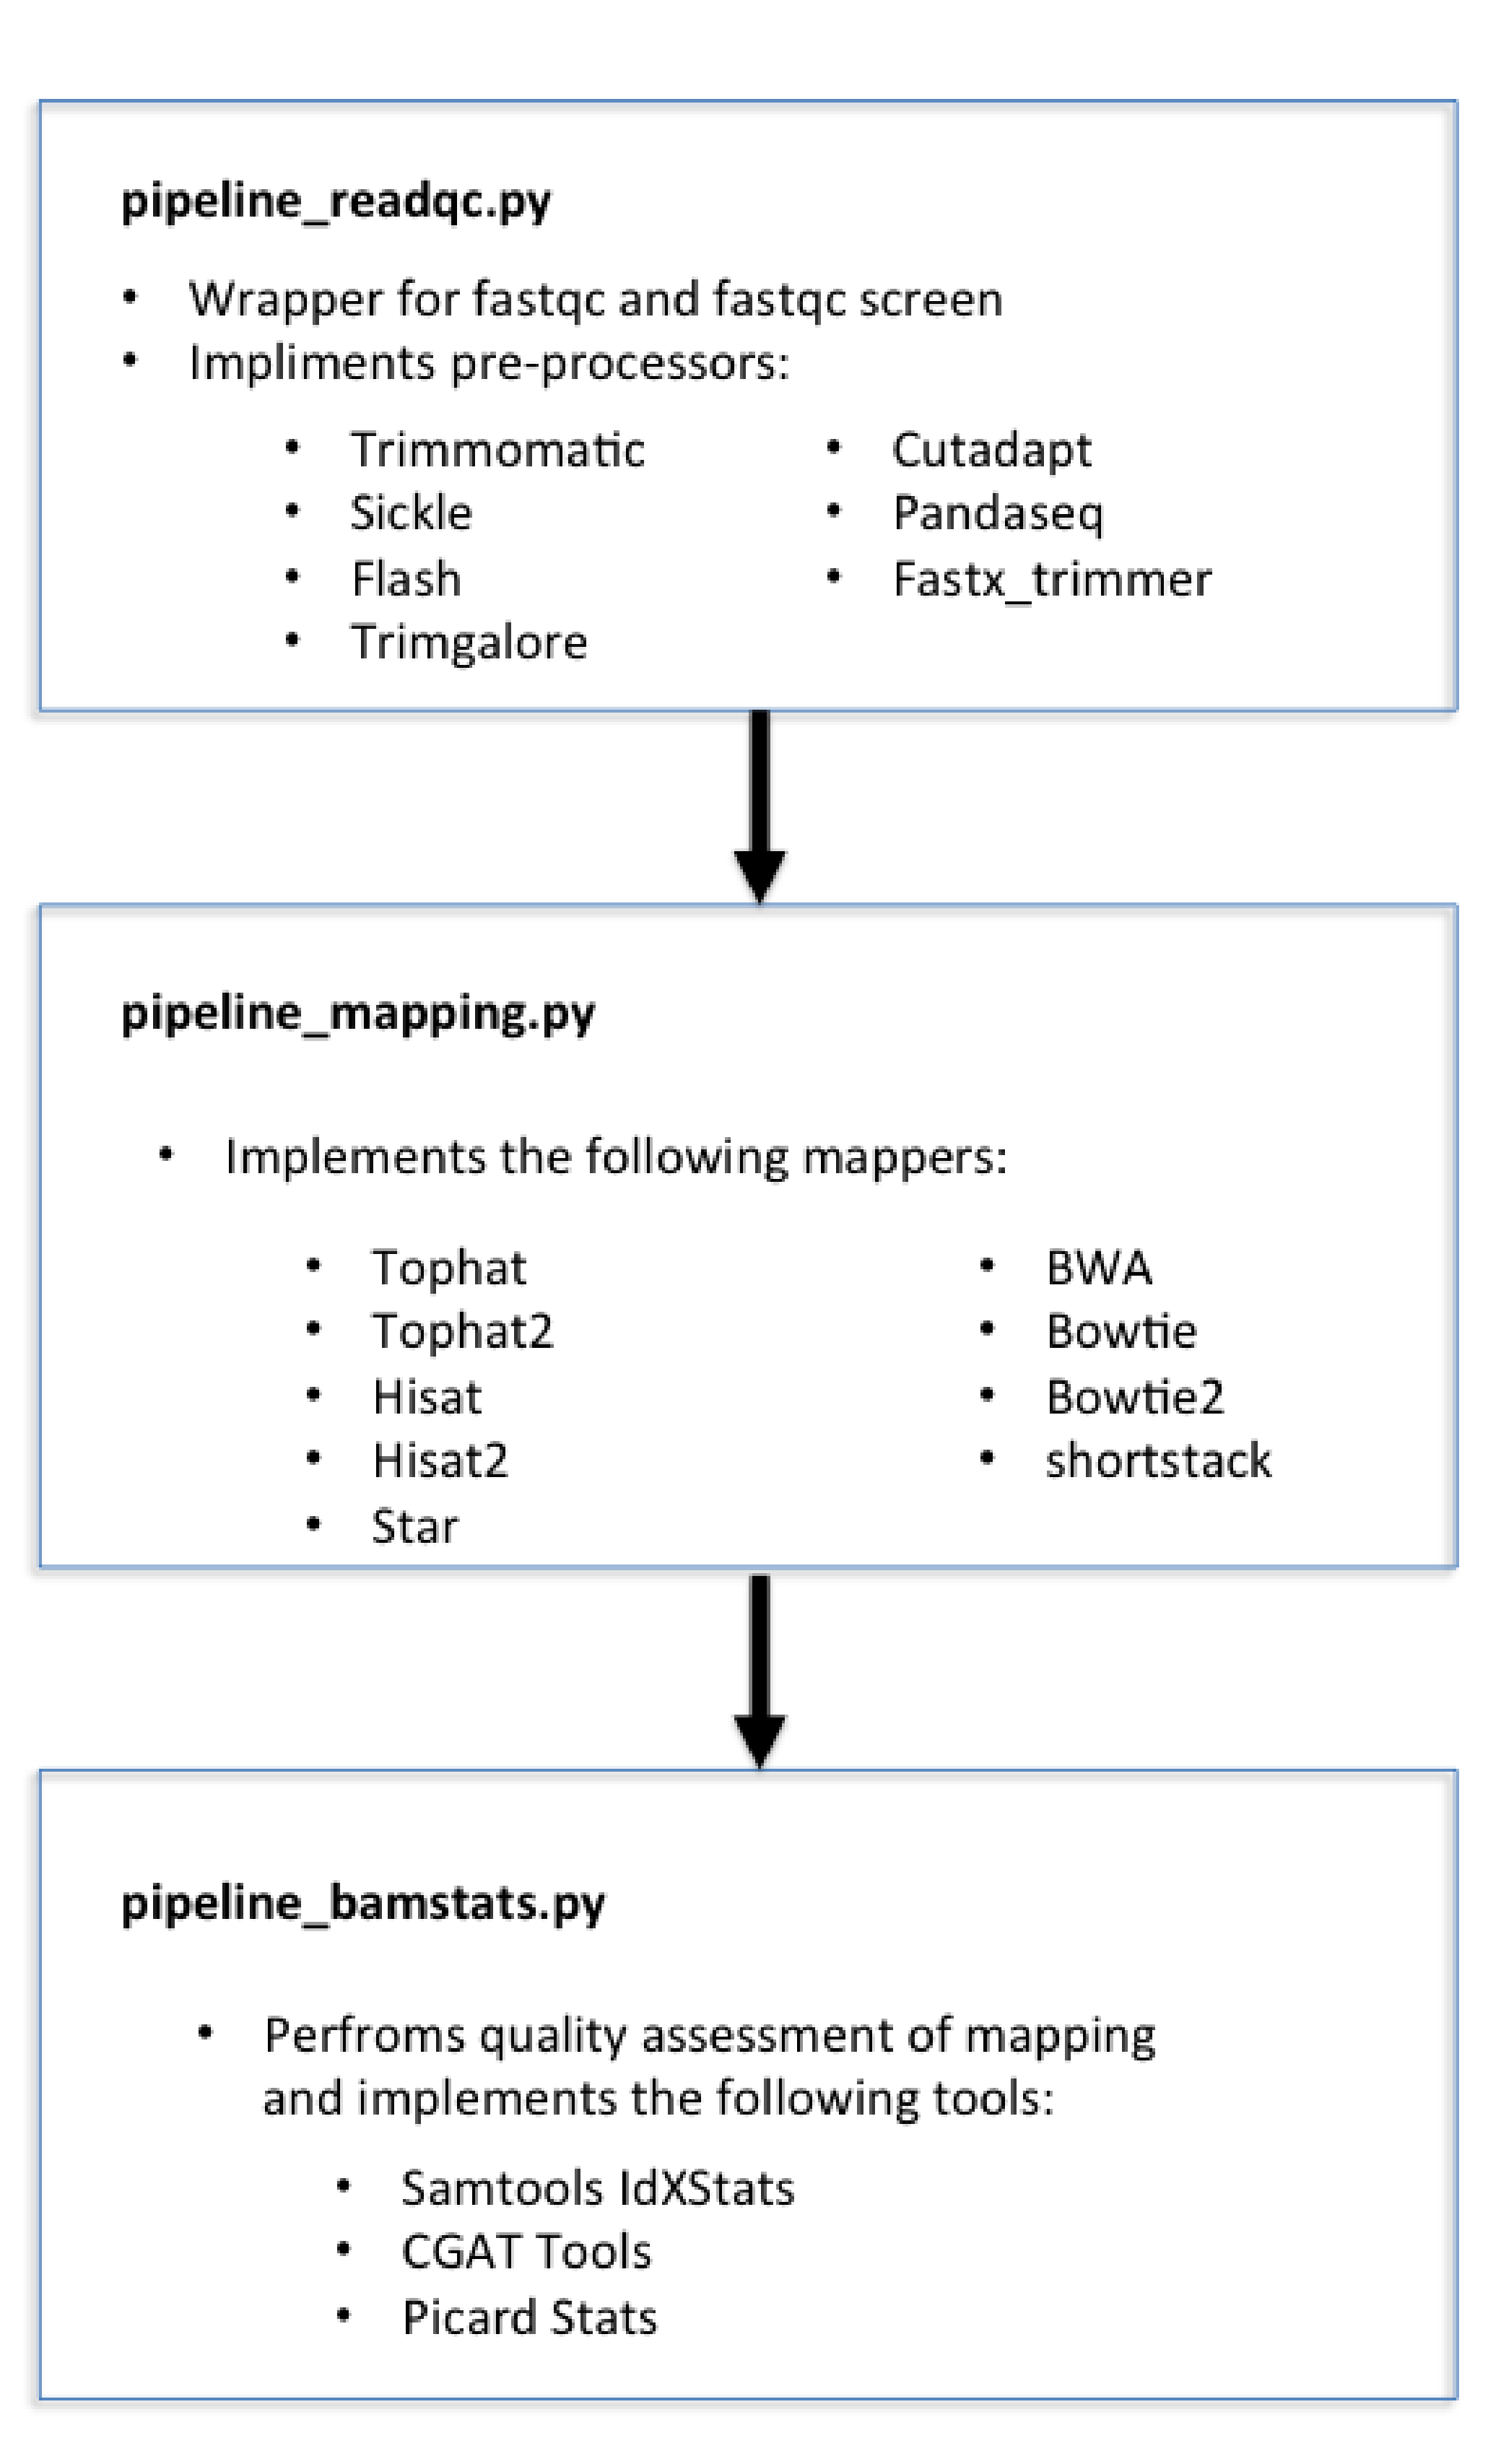 pipeline_readqc.py
• Wrapper for fastqc and fastqc screen
• Impliments pre-processors:
• Trimmomatic
• Sickle
• Flash
• Trimgalore
• Cutadapt
• Pandaseq
• Fastx_trimmer
pipeline_mapping.py
• Implements the following mappers:
• Tophat
• Tophat2
• Hisat
• Hisat2
• Star
• BWA
• Bowtie
• Bowtie2
• shortstack
pipeline_bamstats.py
• Perfroms quality assessment of mapping
and implements the following tools:
• Samtools IdXStats
• CGAT Tools
• Picard Stats